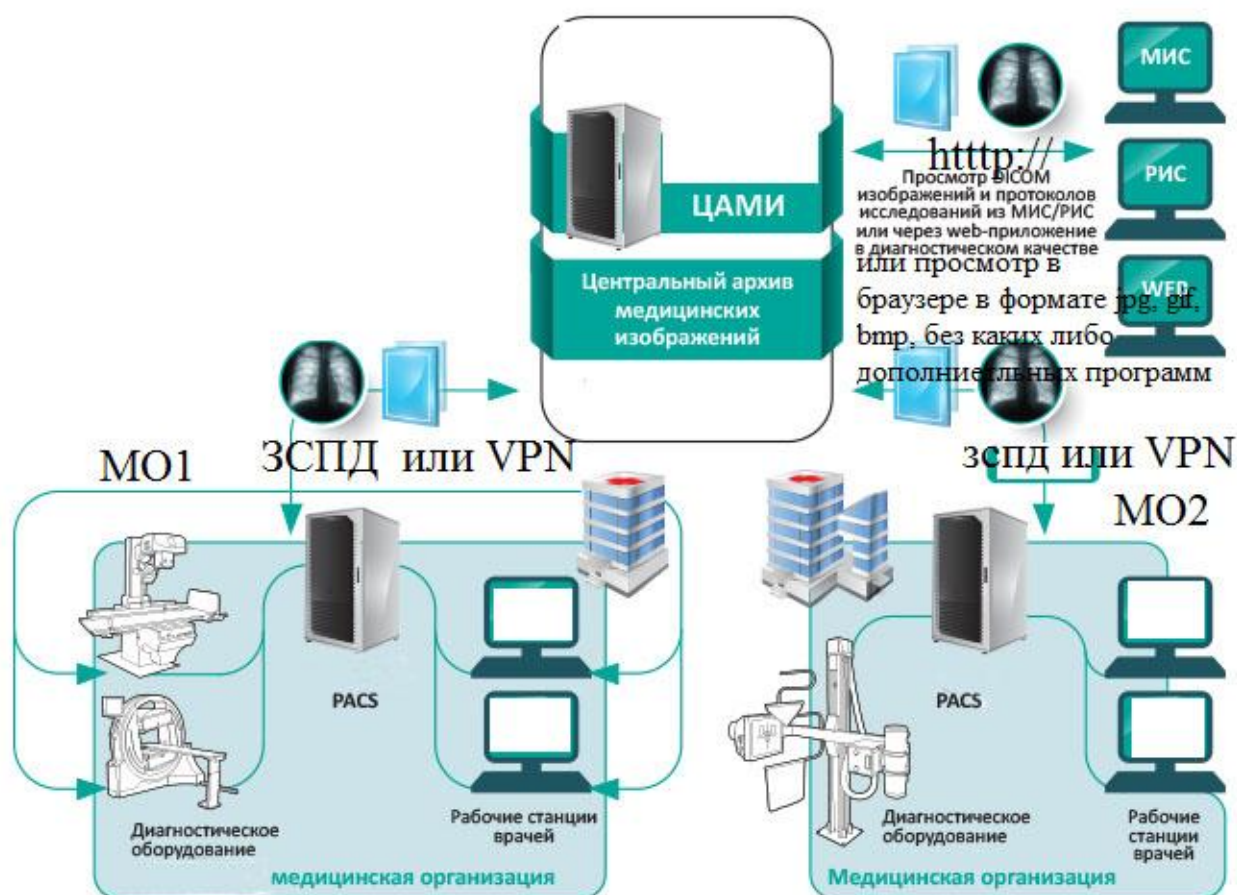 МИС
htttp://
Просмотр DICOM
изображений и протоколов
исследований из МИС/РИС
или через web-приложение
в диагностическом качестве
РИС
или просмотр в
браузере в формате jpg, gif,
bmp, без каких либо
дополниетльных программ
WEB
ЦАМИ
Центральный архив
медицинских
изображений
МО1
ЗСПД или VPN
зспд или VPN
МО2
PACS
Диагностическое
оборудование
Рабочие станции
врачей
медицинская организация
PACS
Диагностическое
оборудование
Рабочие
станции
врачей
Медицинская организация